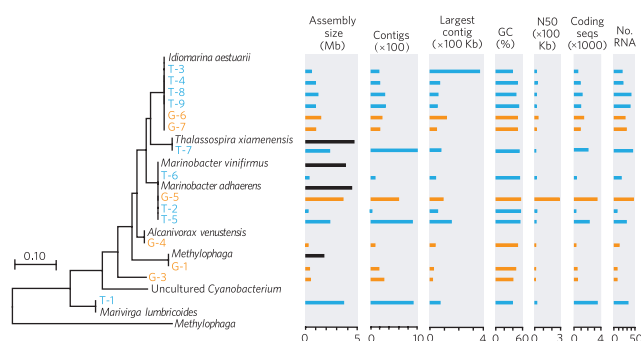 Assembly size (Mb)
Contigs (×100)
Largest contig (×100 Kb)
GC (%)
N50 (×100 Kb)
Coding seqs (×1000)
No. RNA
Idiomarina aestuarii
T-3
T-4
T-8
T-9
G-6
G-7
Thalassospira xiamenensis
T-7
Marinobacter vinifirmus
T-6
Marinobacter adhaerens
G-5
T-2
T-5
Alcanivorax venustensis
G-4
Methylophaga
G-1
G-3
Uncultured Cyanobacterium
T-1
Marivirga lumbricoides
Methylophaga
0.10
0 5
0 10
0 4
0 60
0 3
0 4
0 50